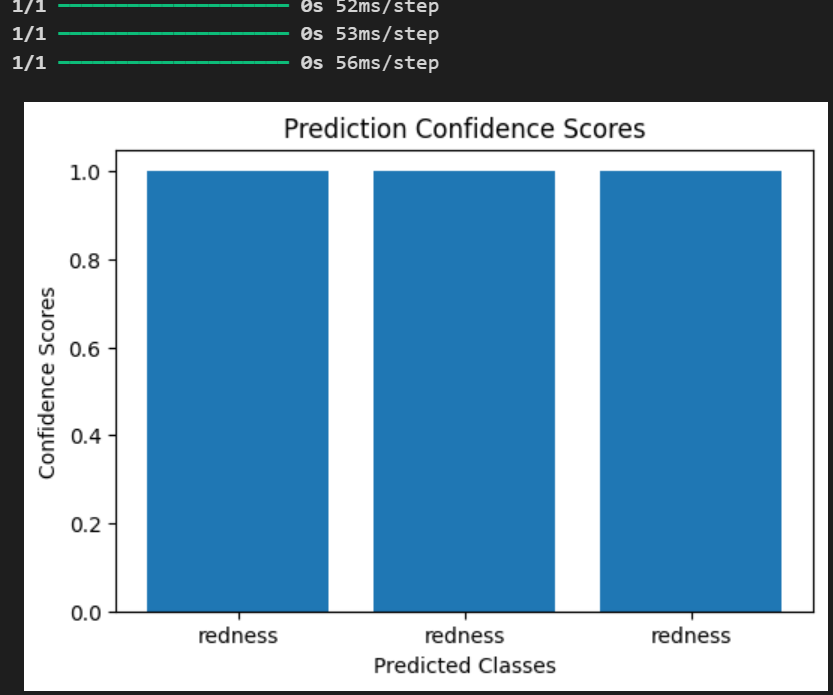 1/1 ━━━━━━━━━━━━━━━━━━━━ 0s 52ms/step
1/1 ━━━━━━━━━━━━━━━━━━━━ 0s 53ms/step
1/1 ━━━━━━━━━━━━━━━━━━━━ 0s 56ms/step
Prediction Confidence Scores
1.0
0.8
0.6
0.4
0.2
0.0
Confidence Scores
redness redness redness
Predicted Classes